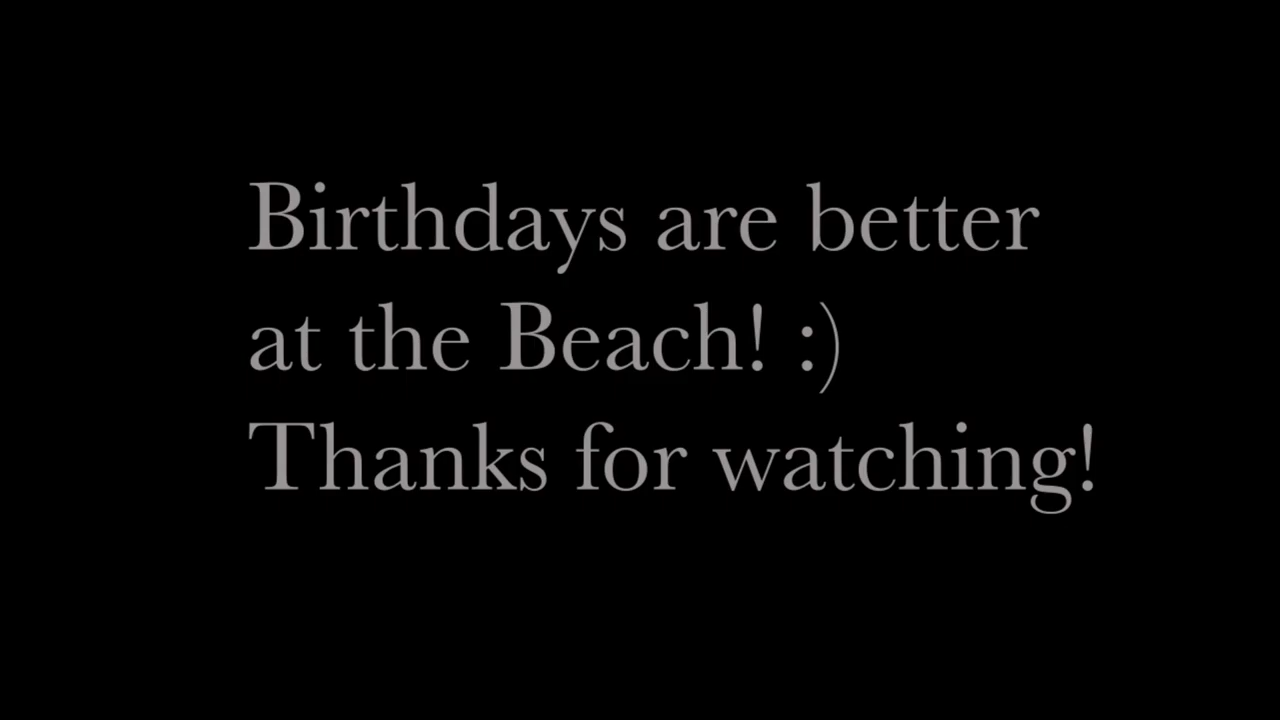 Birthdays are better
at the Beach! :)
Thanks for watching!